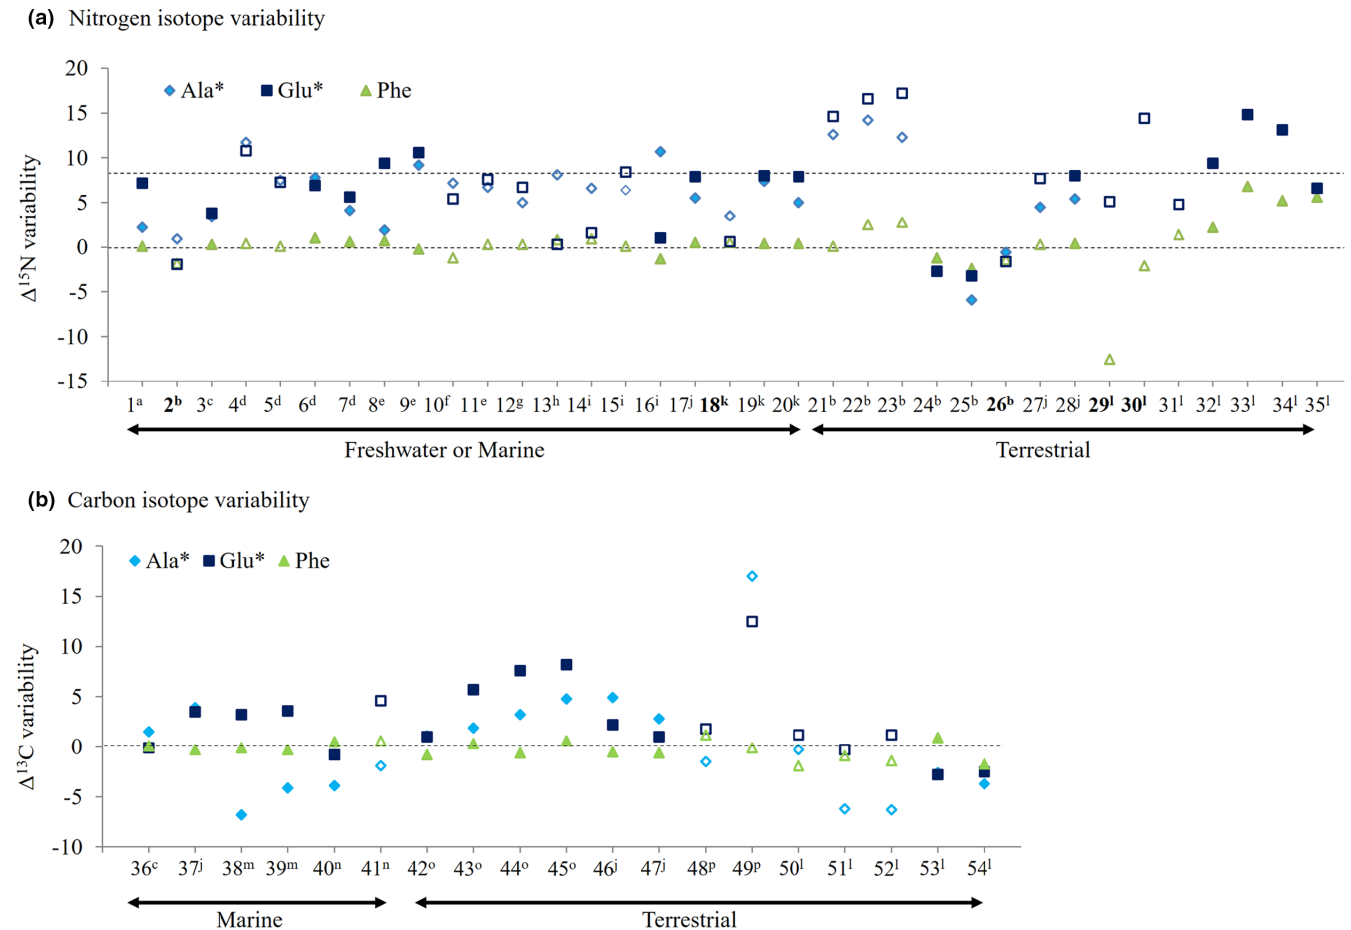 (a) Nitrogen isotope variability
20
15
10
5
0
-5
-10
-15
Δ¹⁵N variability
Ala* Glu* Phe
1ᵃ 2ᵇ 3ᶜ 4ᵈ 5ᵈ 6ᵈ 7ᵈ 8ᵉ 9ᵉ 10ᶠ 11ᵉ 12ᵍ 13ʰ 14ⁱ 15ⁱ 16ⁱ 17ʲ 18ᵏ 19ᵏ 20ᵏ 21ᵇ 22ᵇ 23ᵇ 24ᵇ 25ᵇ 26ᵇ 27ʲ 28ʲ 29ˡ 30ˡ 31ˡ 32ˡ 33ˡ 34ˡ 35ˡ
Freshwater or Marine Terrestrial
(b) Carbon isotope variability
20
15
10
5
0
-5
-10
Δ¹³C variability
Ala* Glu* Phe
36ᶜ 37ʲ 38ᵐ 39ᵐ 40ⁿ 41ⁿ 42ᵒ 43ᵒ 44ᵒ 45ᵒ 46ʲ 47ʲ 48ᵖ 49ᵖ 50ˡ 51ˡ 52ˡ 53ˡ 54ˡ
Marine Terrestrial